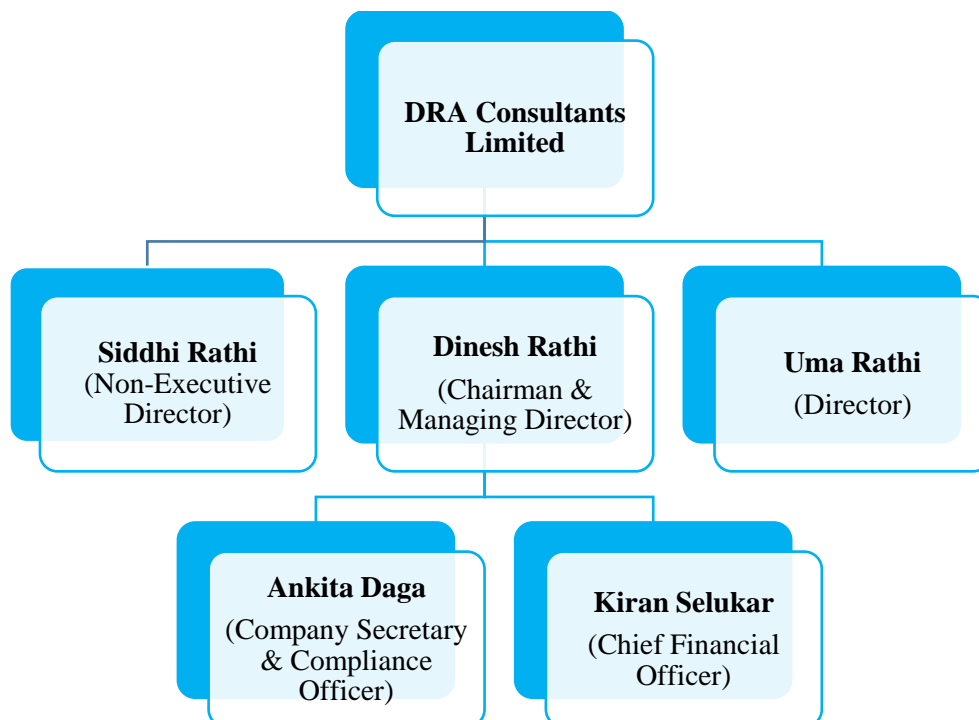 DRA Consultants
Limited
Siddhi Rathi
(Non-Executive
Director)
Dinesh Rathi
(Chairman &
Managing Director)
Uma Rathi
(Director)
Ankita Daga
(Company Secretary
& Compliance
Officer)
Kiran Selukar
(Chief Financial
Officer)